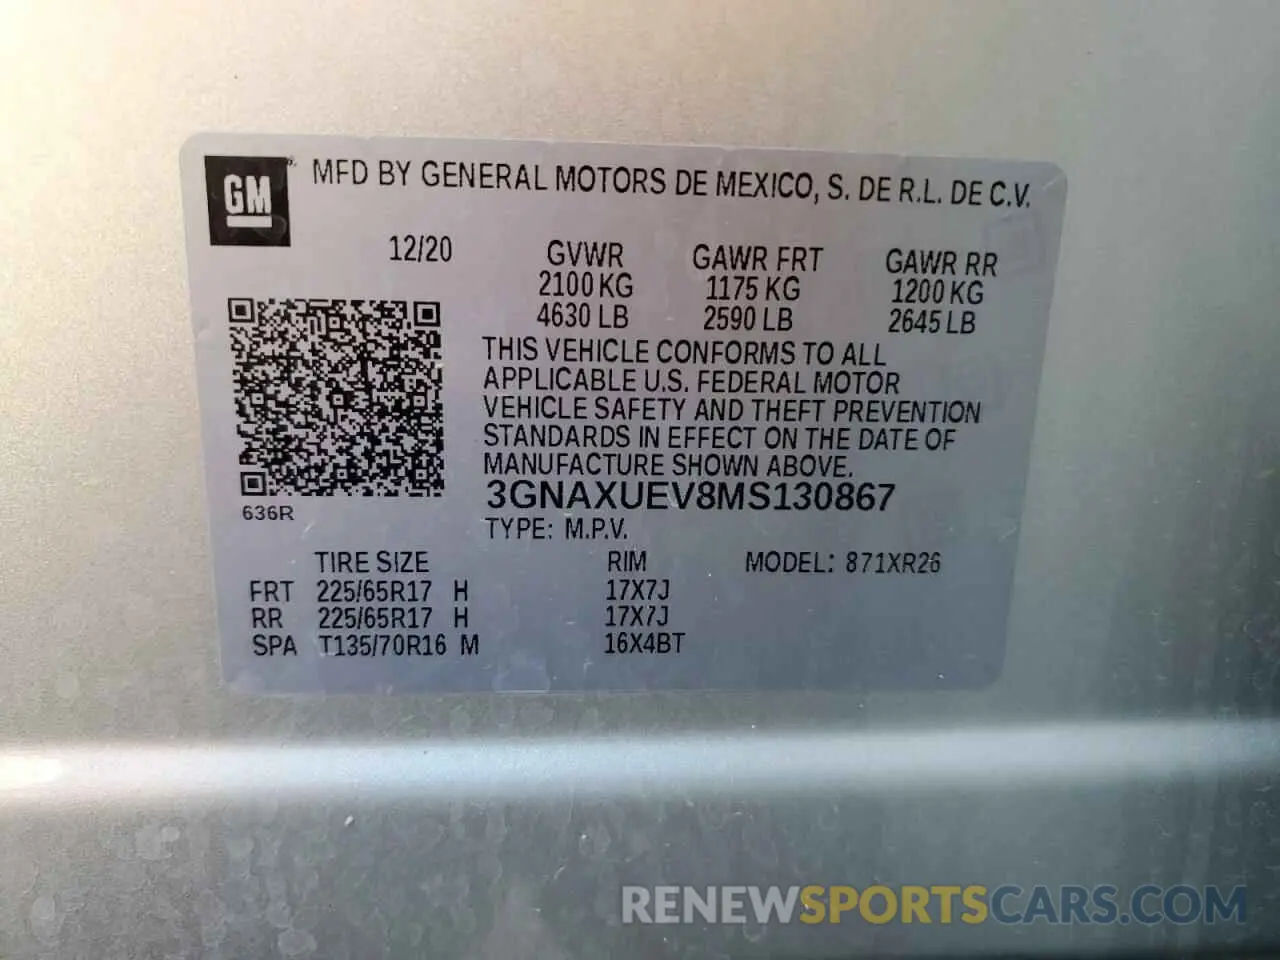 GM
MFD BY GENERAL MOTORS DE MEXICO, S. DE R.L. DE C.V.
12/20 GVWR GAWR FRT GAWR RR
2100 KG 1175 KG 1200 KG
4630 LB 2590 LB 2645 LB
THIS VEHICLE CONFORMS TO ALL
APPLICABLE U.S. FEDERAL MOTOR
VEHICLE SAFETY AND THEFT PREVENTION
STANDARDS IN EFFECT ON THE DATE OF
MANUFACTURE SHOWN ABOVE.
3GNAXUEV8MS130867
636R
TYPE: M.P.V.
TIRE SIZE RIM MODEL: 871XR26
FRT 225/65R17 H 17X7J
RR 225/65R17 H 17X7J
SPA T135/70R16 M 16X4BT
RENEWSPORTSCARS.COM